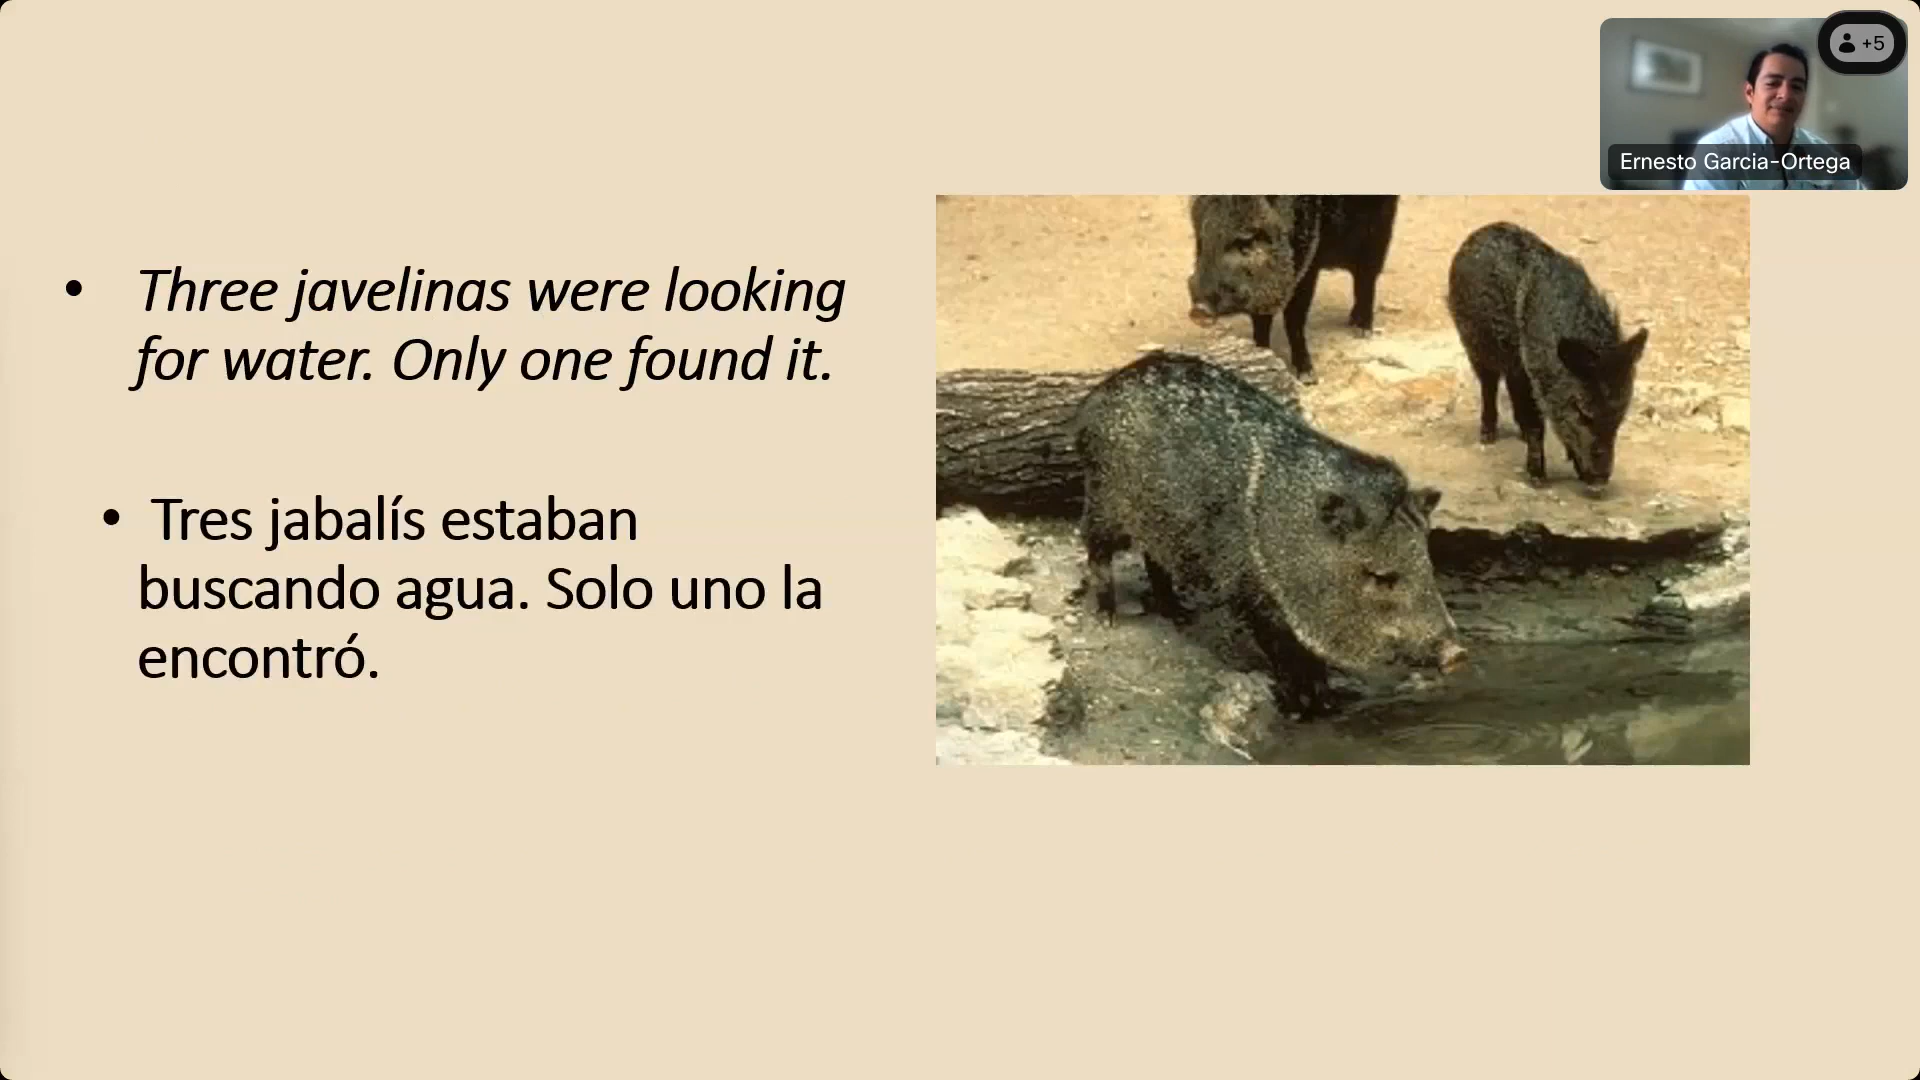 +5
Ernesto Garcia-Ortega
• Three javelinas were looking
for water. Only one found it.
• Tres jabalís estaban
buscando agua. Solo uno la
encontró.